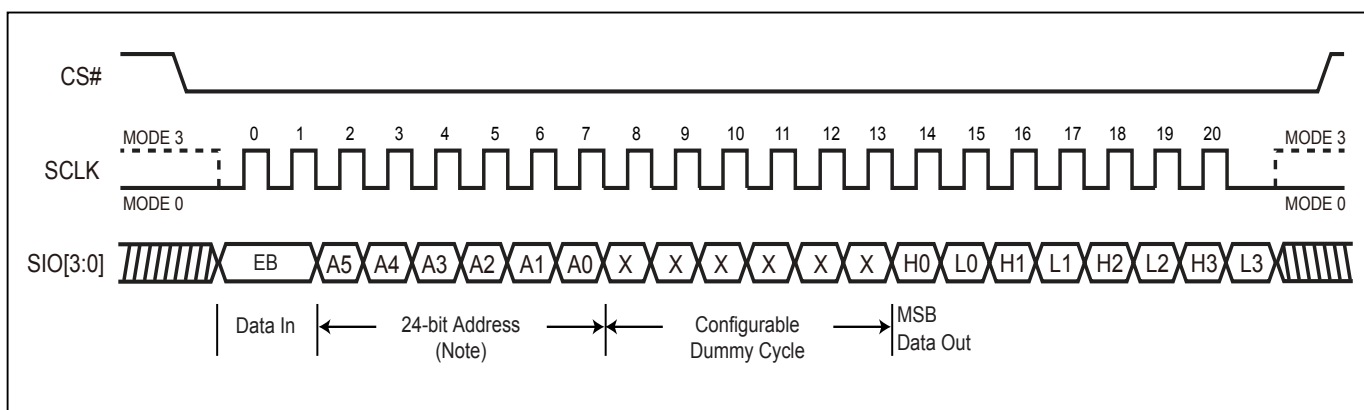 CS#
MODE 3
0 1 2 3 4 5 6 7 8 9 10 11 12 13 14 15 16 17 18 19 20
MODE 3
SCLK
MODE 0
MODE 0
SIO[3:0]
EB A5 A4 A3 A2 A1 A0 X X X X X X H0 L0 H1 L1 H2 L2 H3 L3
Data In
24-bit Address
(Note)
Configurable
Dummy Cycle
MSB
Data Out